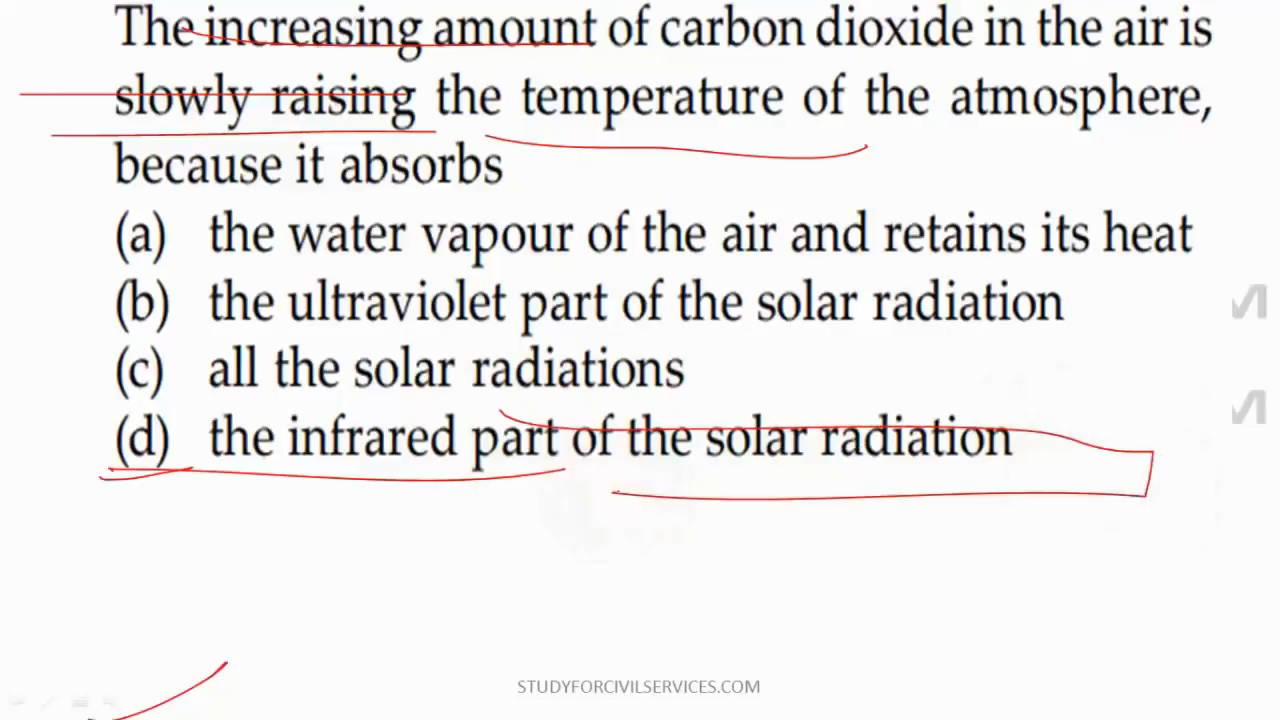 The increasing amount of carbon dioxide in the air is
slowly raising the temperature of the atmosphere,
because it absorbs
(a) the water vapour of the air and retains its heat
(b) the ultraviolet part of the solar radiation
(c) all the solar radiations
(d) the infrared part of the solar radiation
STUDYFORCIVILSERVICES.COM